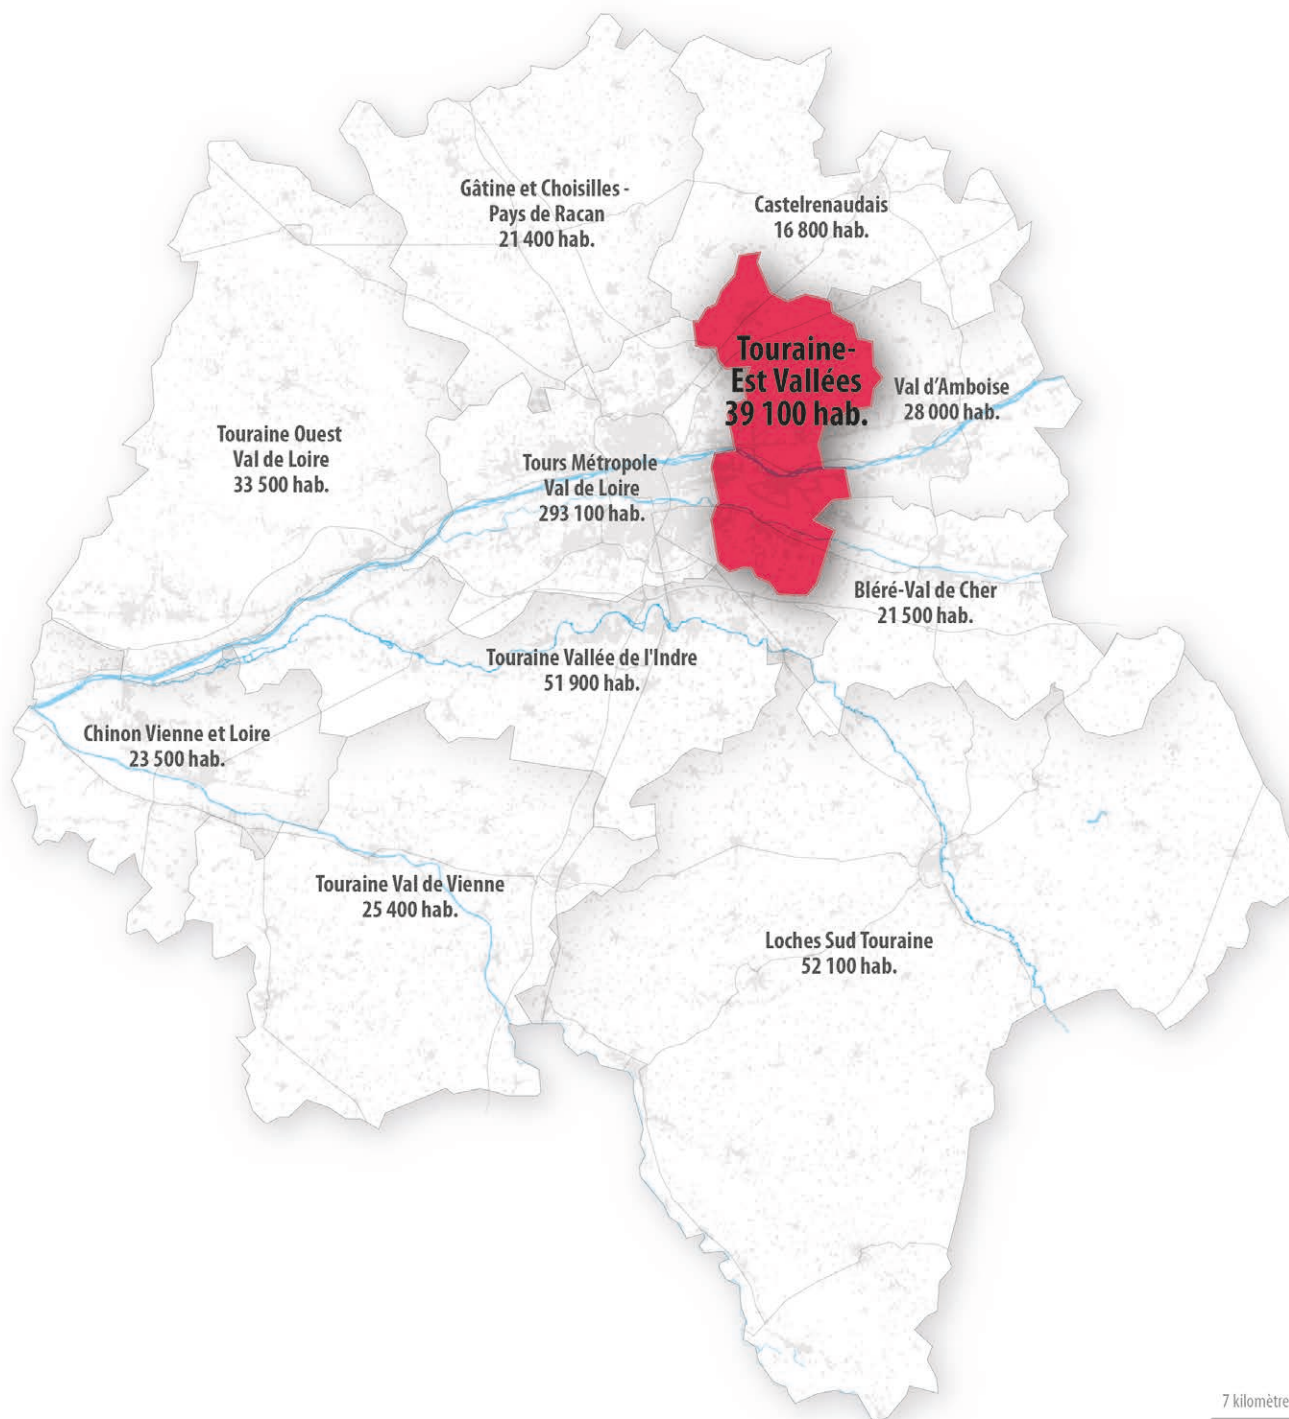 Gâtine et Choisilles -
Pays de Racan
21 400 hab.
Castelrenaudais
16 800 hab.
Touraine-
Est Vallées
39 100 hab.
Val d'Amboise
28 000 hab.
Touraine Ouest
Val de Loire
33 500 hab.
Tours Métropole
Val de Loire
293 100 hab.
Bléré-Val de Cher
21 500 hab.
Touraine Vallée de l'Indre
51 900 hab.
Chinon Vienne et Loire
23 500 hab.
Touraine Val de Vienne
25 400 hab.
Loches Sud Touraine
52 100 hab.
7 kilomètre